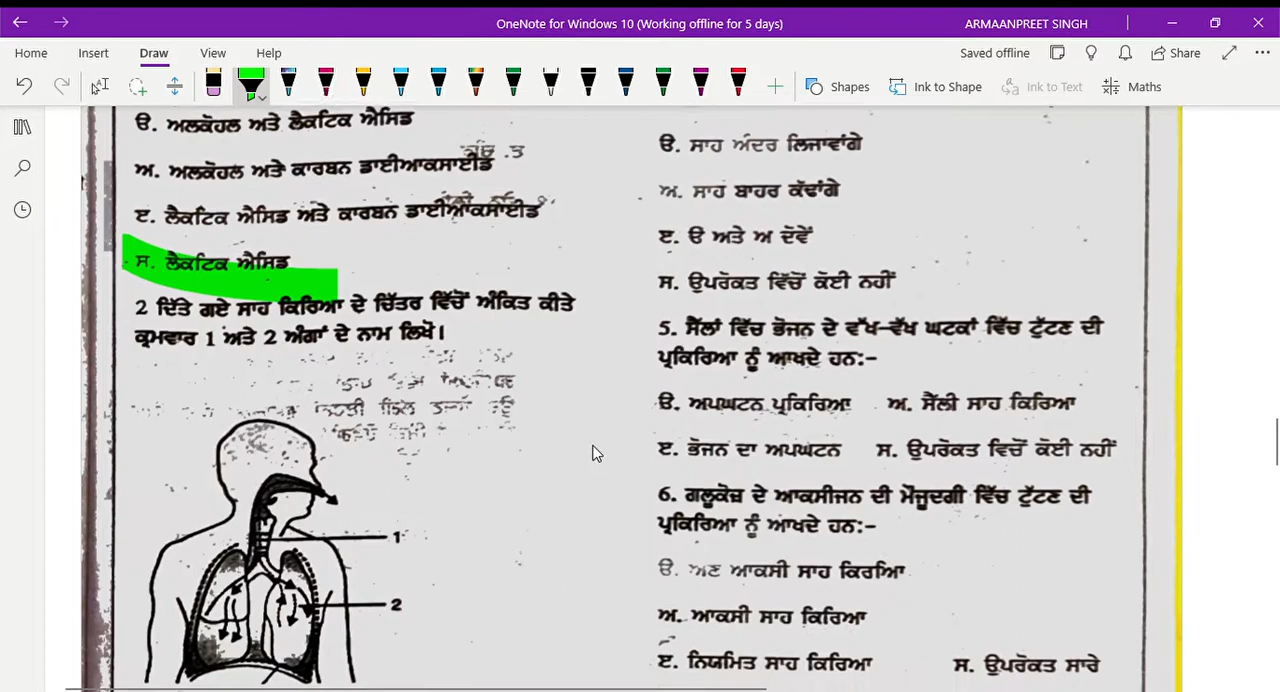 OneNote for Windows 10 (Working offline for 5 days)
ARMAANPREET SINGH
Home Insert Draw View Help
Saved offline
Share
Shapes
Ink to Shape
Ink to Text
Maths
ੳ. ਅਲਕੋਹਲ ਅਤੇ ਲੈਕਟਿਕ ਐਸਿਡ
ਅ. ਅਲਕੋਹਲ ਅਤੇ ਕਾਰਬਨ ਡਾਈਆਕਸਾਈਡ
ੲ. ਲੈਕਟਿਕ ਐਸਿਡ ਅਤੇ ਕਾਰਬਨ ਡਾਈਆਕਸਾਈਡ
ਸ. ਲੈਕਟਿਕ ਐਸਿਡ
2 ਦਿੱਤੇ ਗਏ ਸਾਹ ਕਿਰਿਆ ਦੇ ਚਿੱਤਰ ਵਿੱਚੋਂ ਅੰਕਿਤ ਕੀਤੇ
ਕ੍ਰਮਵਾਰ 1 ਅਤੇ 2 ਅੰਗਾਂ ਦੇ ਨਾਮ ਲਿਖੋ।
1
2
ੳ. ਸਾਹ ਅੰਦਰ ਲਿਜਾਵਾਂਗੇ
ਅ. ਸਾਹ ਬਾਹਰ ਕੱਢਾਂਗੇ
ੲ. ੳ ਅਤੇ ਅ ਦੋਵੇਂ
ਸ. ਉਪਰੋਕਤ ਵਿੱਚੋਂ ਕੋਈ ਨਹੀਂ
5. ਸੈੱਲਾਂ ਵਿੱਚ ਭੋਜਨ ਦੇ ਵੱਖ-ਵੱਖ ਘਟਕਾਂ ਵਿੱਚ ਟੁੱਟਣ ਦੀ
ਪ੍ਰਕਿਰਿਆ ਨੂੰ ਆਖਦੇ ਹਨ:-
ੳ. ਅਪਘਟਨ ਪ੍ਰਕਿਰਿਆ ਅ. ਸੈੱਲੀ ਸਾਹ ਕਿਰਿਆ
ੲ. ਭੋਜਨ ਦਾ ਅਪਘਟਨ ਸ. ਉਪਰੋਕਤ ਵਿਚੋਂ ਕੋਈ ਨਹੀਂ
6. ਗਲੂਕੋਜ਼ ਦੇ ਆਕਸੀਜਨ ਦੀ ਮੌਜੂਦਗੀ ਵਿੱਚ ਟੁੱਟਣ ਦੀ
ਪ੍ਰਕਿਰਿਆ ਨੂੰ ਆਖਦੇ ਹਨ:-
ੳ. ਅਣ ਆਕਸੀ ਸਾਹ ਕਿਰਿਆ
ਅ. ਆਕਸੀ ਸਾਹ ਕਿਰਿਆ
ੲ. ਨਿਯਮਿਤ ਸਾਹ ਕਿਰਿਆ ਸ. ਉਪਰੋਕਤ ਸਾਰੇ